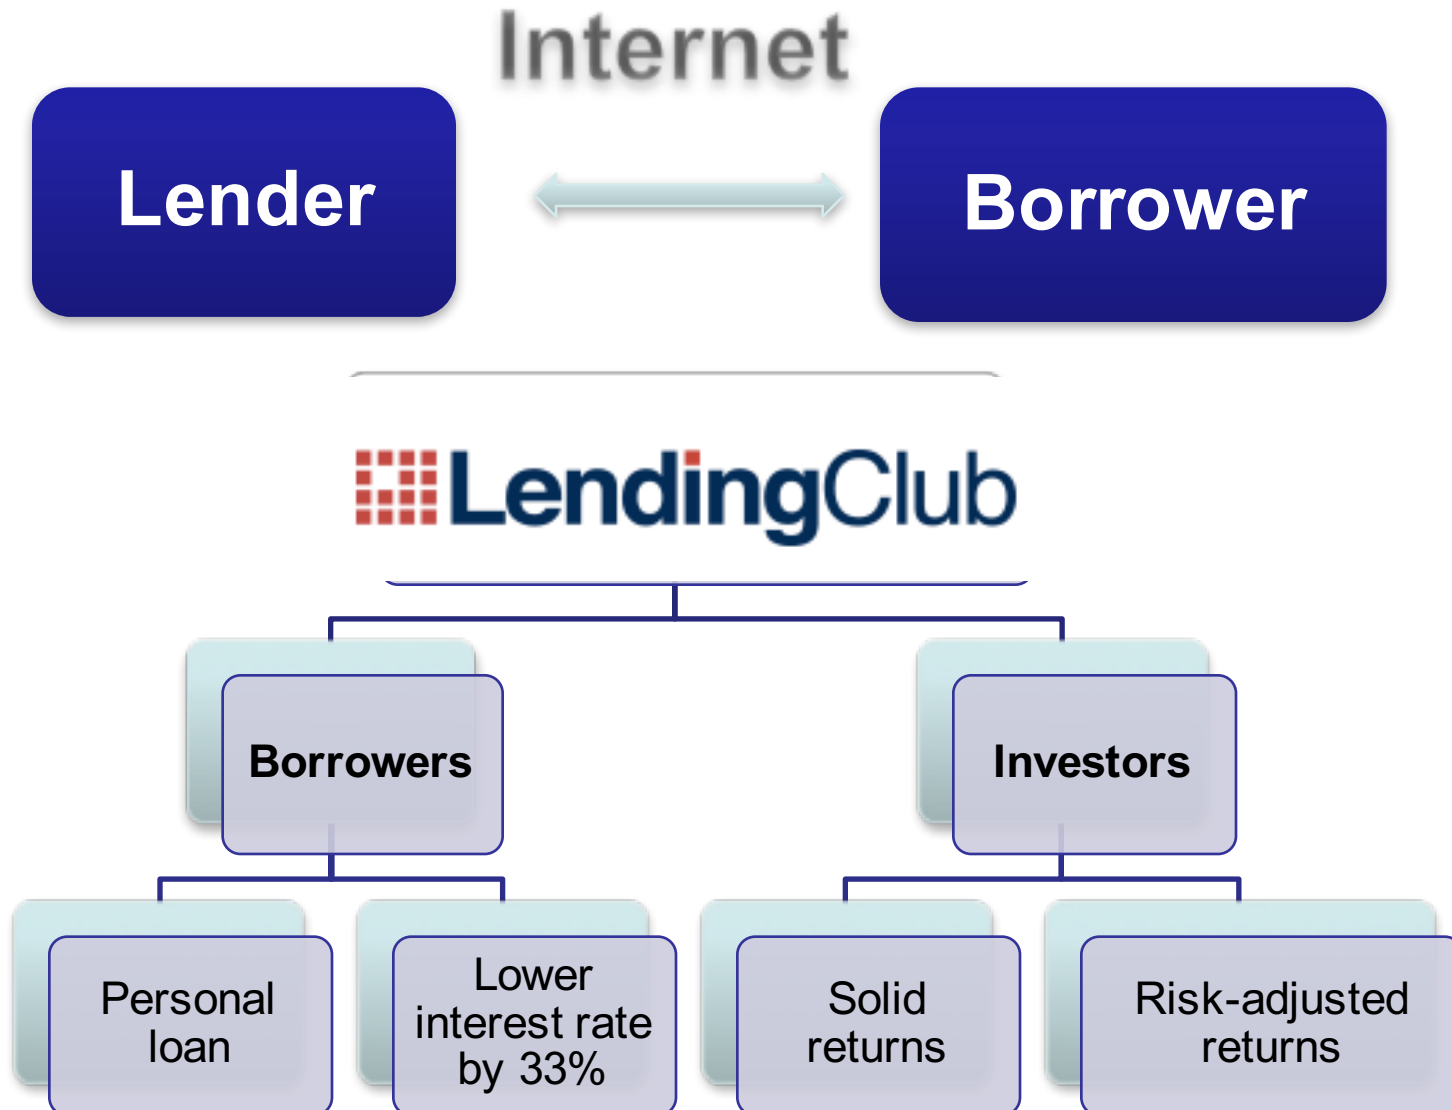 Internet
Lender
Borrower
LendingClub
Borrowers
Investors
Personal
loan
Lower
interest rate
by 33%
Solid
returns
Risk-adjusted
returns